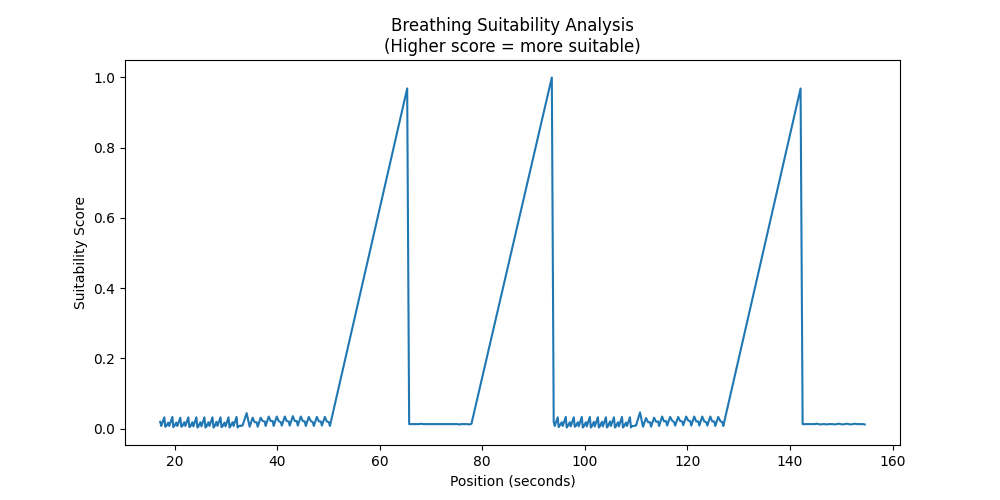 Breathing Suitability Analysis
(Higher score = more suitable)
Suitability Score
1.0
0.8
0.6
0.4
0.2
0.0
20 40 60 80 100 120 140 160
Position (seconds)